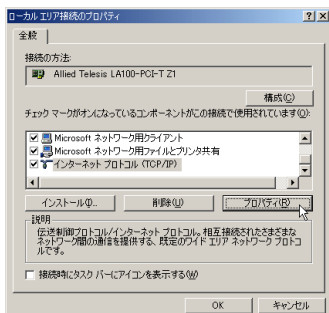 ローカル エリア接続のプロパティ
全般
接続の方法:
Allied Telesis LA100-PCI-T Z1
構成(C)
チェック マークがオンになっているコンポーネントがこの接続で使用されています(O):
Microsoft ネットワーク用クライアント
Microsoft ネットワーク用ファイルとプリンタ共有
インターネット プロトコル (TCP/IP)
インストール(I)...
削除(U)
プロパティ(R)
説明
伝送制御プロトコル/インターネット プロトコル。相互接続されたさまざまな
ネットワーク間の通信を提供する、既定のワイド エリア ネットワーク プロトコ
ルです。
接続時にタスク バーにアイコンを表示する(W)
OK
キャンセル